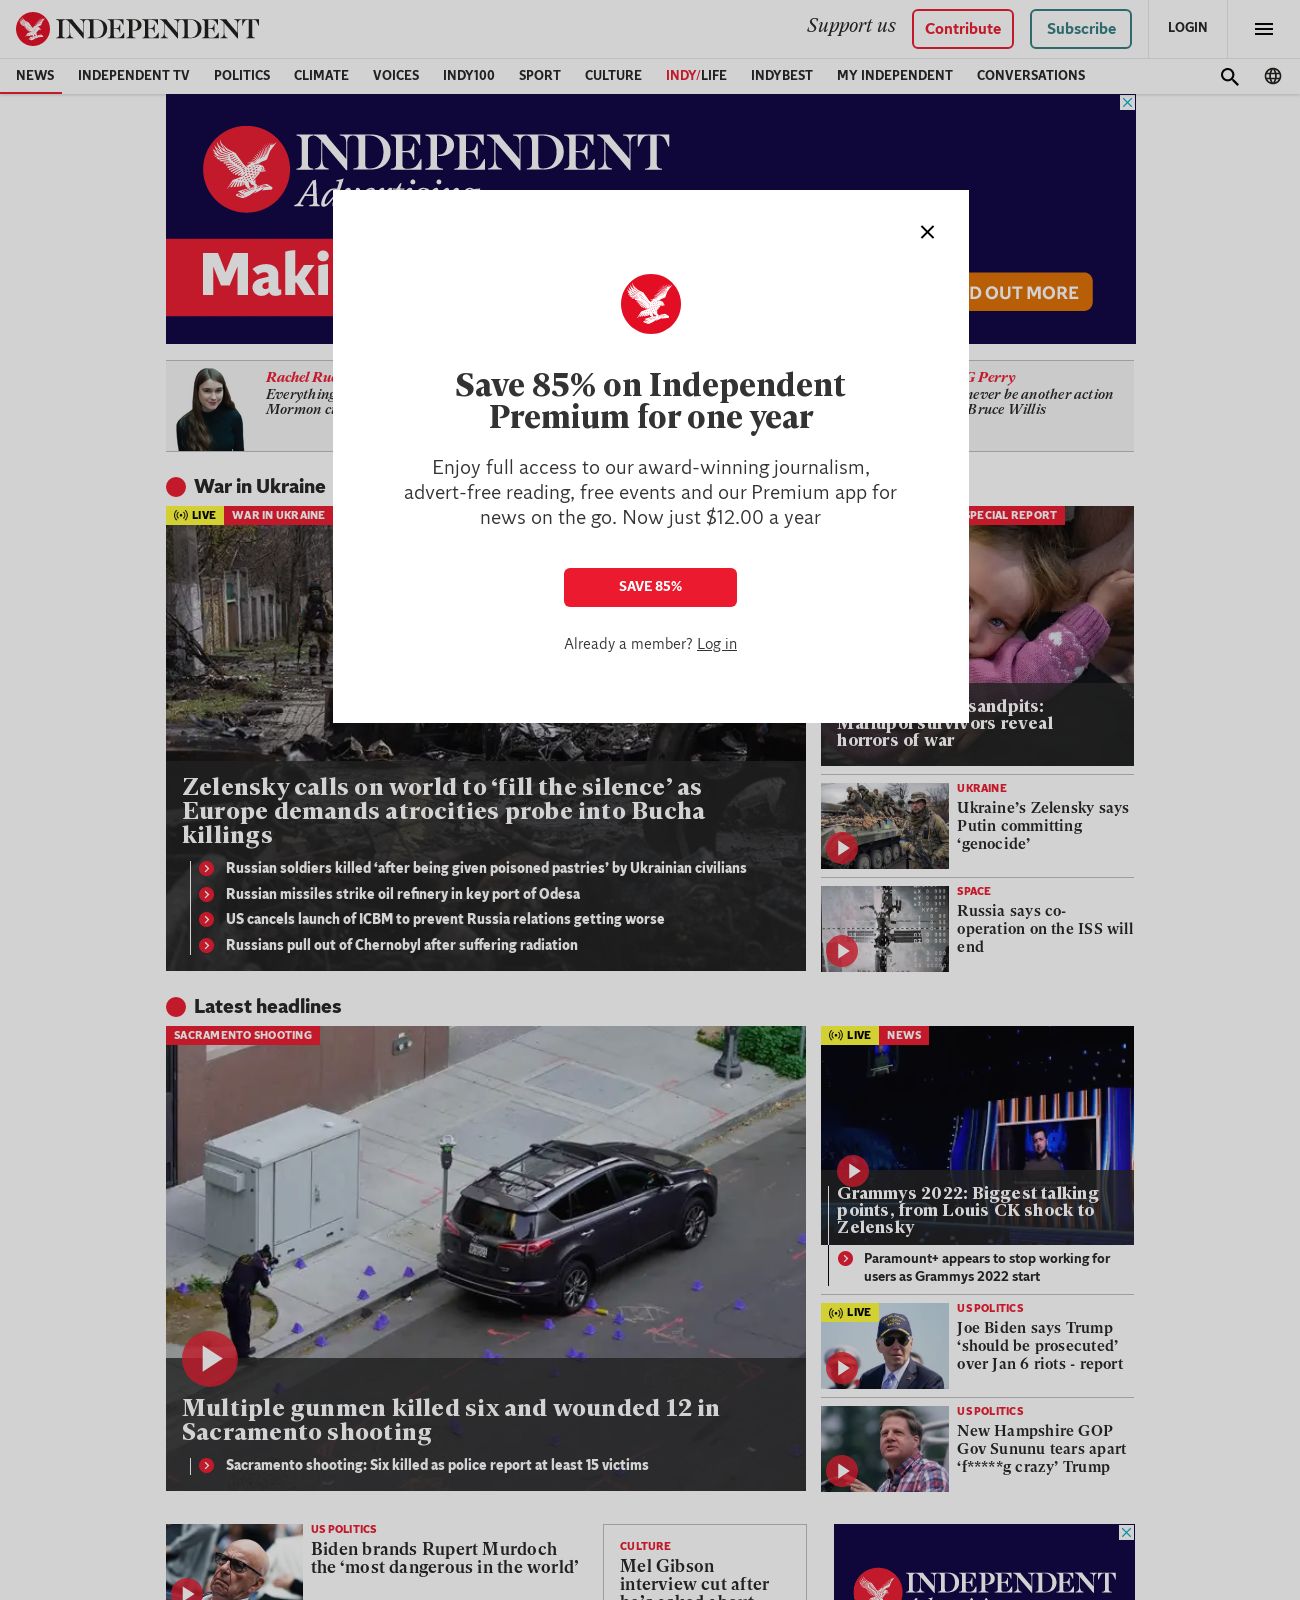 INDEPENDENT
Support us
Contribute
Subscribe
LOGIN
NEWS INDEPENDENT TV POLITICS CLIMATE VOICES INDY100 SPORT CULTURE INDY/LIFE INDYBEST MY INDEPENDENT CONVERSATIONS
INDEPENDENT
Advertising
Maki
D OUT MORE
Save 85% on Independent
Premium for one year
Enjoy full access to our award-winning journalism,
advert-free reading, free events and our Premium app for
news on the go. Now just $12.00 a year
SAVE 85%
Already a member? Log in
Rachel Ru
Everything
Mormon c
G Perry
never be another action
Bruce Willis
War in Ukraine
LIVE WAR IN UKRAINE
Zelensky calls on world to ‘fill the silence’ as
Europe demands atrocities probe into Bucha
killings
Russian soldiers killed ‘after being given poisoned pastries’ by Ukrainian civilians
Russian missiles strike oil refinery in key port of Odesa
US cancels launch of ICBM to prevent Russia relations getting worse
Russians pull out of Chernobyl after suffering radiation
SPECIAL REPORT
sandpits:
Mariupol survivors reveal
horrors of war
UKRAINE
Ukraine’s Zelensky says
Putin committing
‘genocide’
SPACE
Russia says co-
operation on the ISS will
end
Latest headlines
SACRAMENTO SHOOTING
Multiple gunmen killed six and wounded 12 in
Sacramento shooting
Sacramento shooting: Six killed as police report at least 15 victims
LIVE NEWS
Grammys 2022: Biggest talking
points, from Louis CK shock to
Zelensky
Paramount+ appears to stop working for
users as Grammys 2022 start
LIVE
US POLITICS
Joe Biden says Trump
‘should be prosecuted’
over Jan 6 riots - report
US POLITICS
New Hampshire GOP
Gov Sununu tears apart
‘f*****g crazy’ Trump
US POLITICS
Biden brands Rupert Murdoch
the ‘most dangerous in the world’
CULTURE
Mel Gibson
interview cut after
he’s asked about
INDEPENDENT